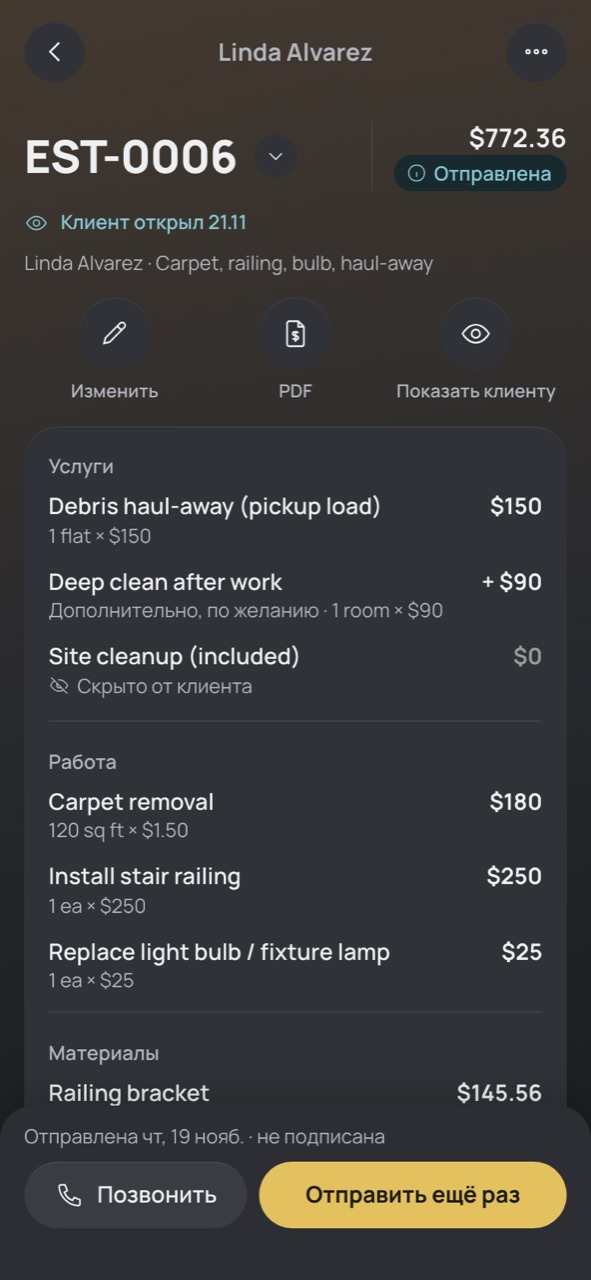 Linda Alvarez
EST-0006
$772.36
Отправлена
Клиент открыл 21.11
Linda Alvarez · Carpet, railing, bulb, haul-away
Изменить
PDF
Показать клиенту
Услуги
Debris haul-away (pickup load) $150
1 flat × $150
Deep clean after work + $90
Дополнительно, по желанию · 1 room × $90
Site cleanup (included) $0
Скрыто от клиента
Работа
Carpet removal $180
120 sq ft × $1.50
Install stair railing $250
1 ea × $250
Replace light bulb / fixture lamp $25
1 ea × $25
Материалы
Railing bracket $145.56
Отправлена чт, 19 нояб. · не подписана
Позвонить
Отправить ещё раз